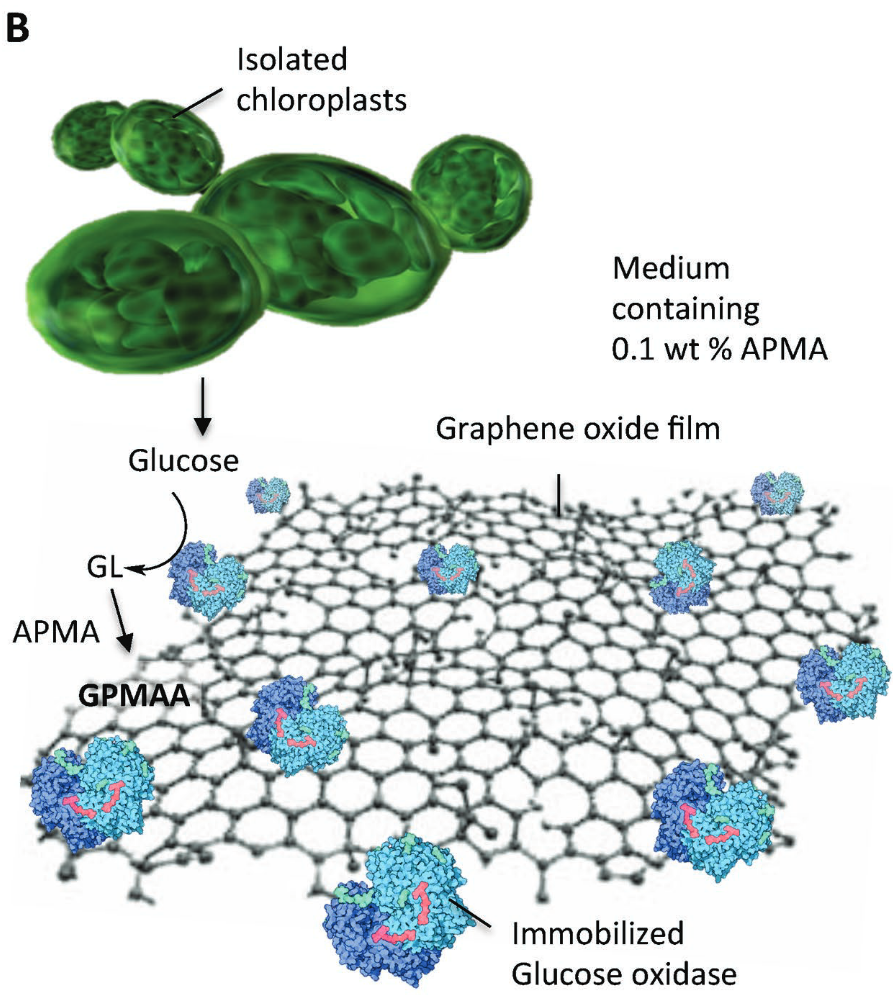 B
Isolated
chloroplasts
Medium
containing
0.1 wt % APMA
Graphene oxide film
Glucose
GL
APMA
GPMAA
Immobilized
Glucose oxidase